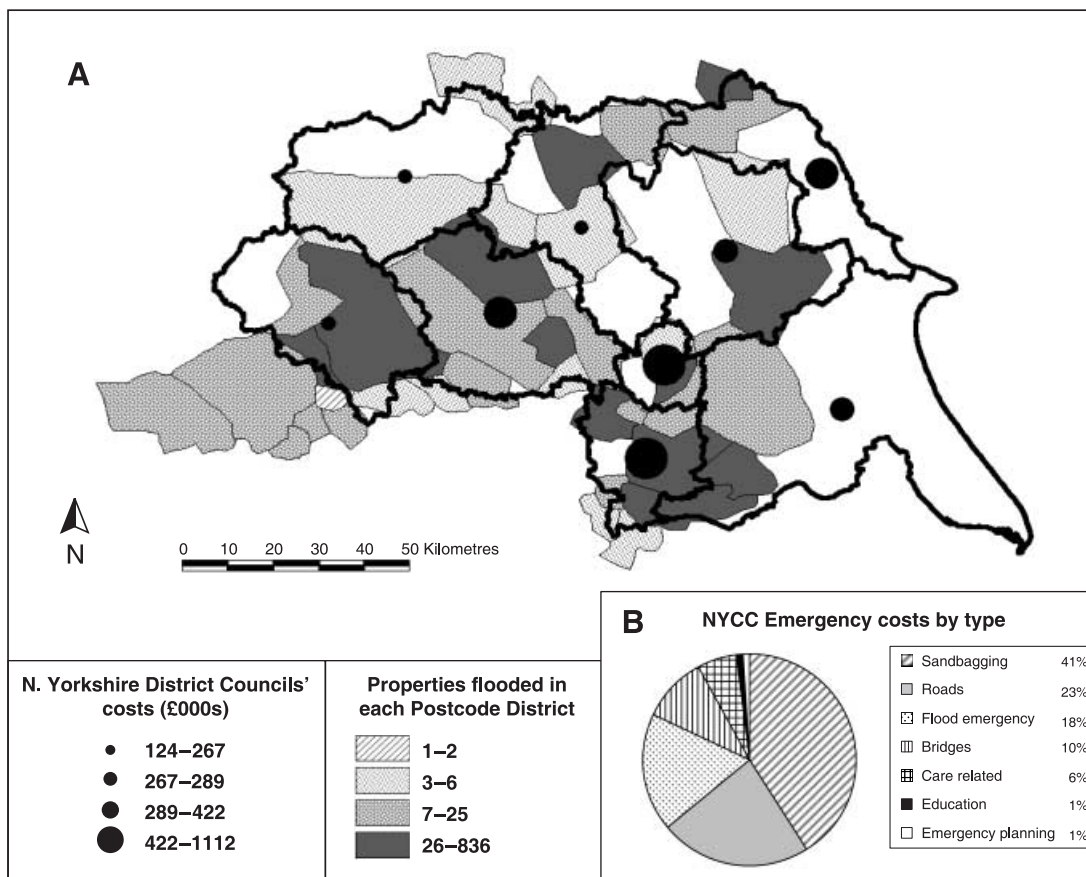 A
N
0 10 20 30 40 50 Kilometres
N. Yorkshire District Councils'
costs (£000s)
124–267
267–289
289–422
422–1112
Properties flooded in
each Postcode District
1–2
3–6
7–25
26–836
B NYCC Emergency costs by type
Sandbagging 41%
Roads 23%
Flood emergency 18%
Bridges 10%
Care related 6%
Education 1%
Emergency planning 1%